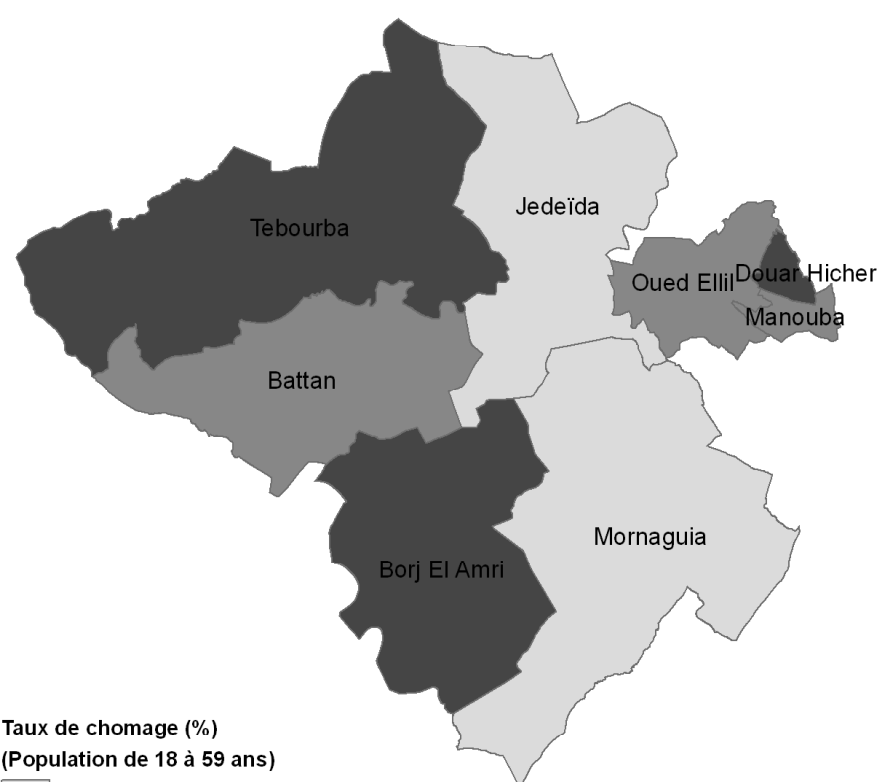 Jedeïda
Tebourba
Oued Ellil
Douar Hicher
Manouba
Battan
Mornaguia
Borj El Amri
Taux de chomage (%)
(Population de 18 à 59 ans)